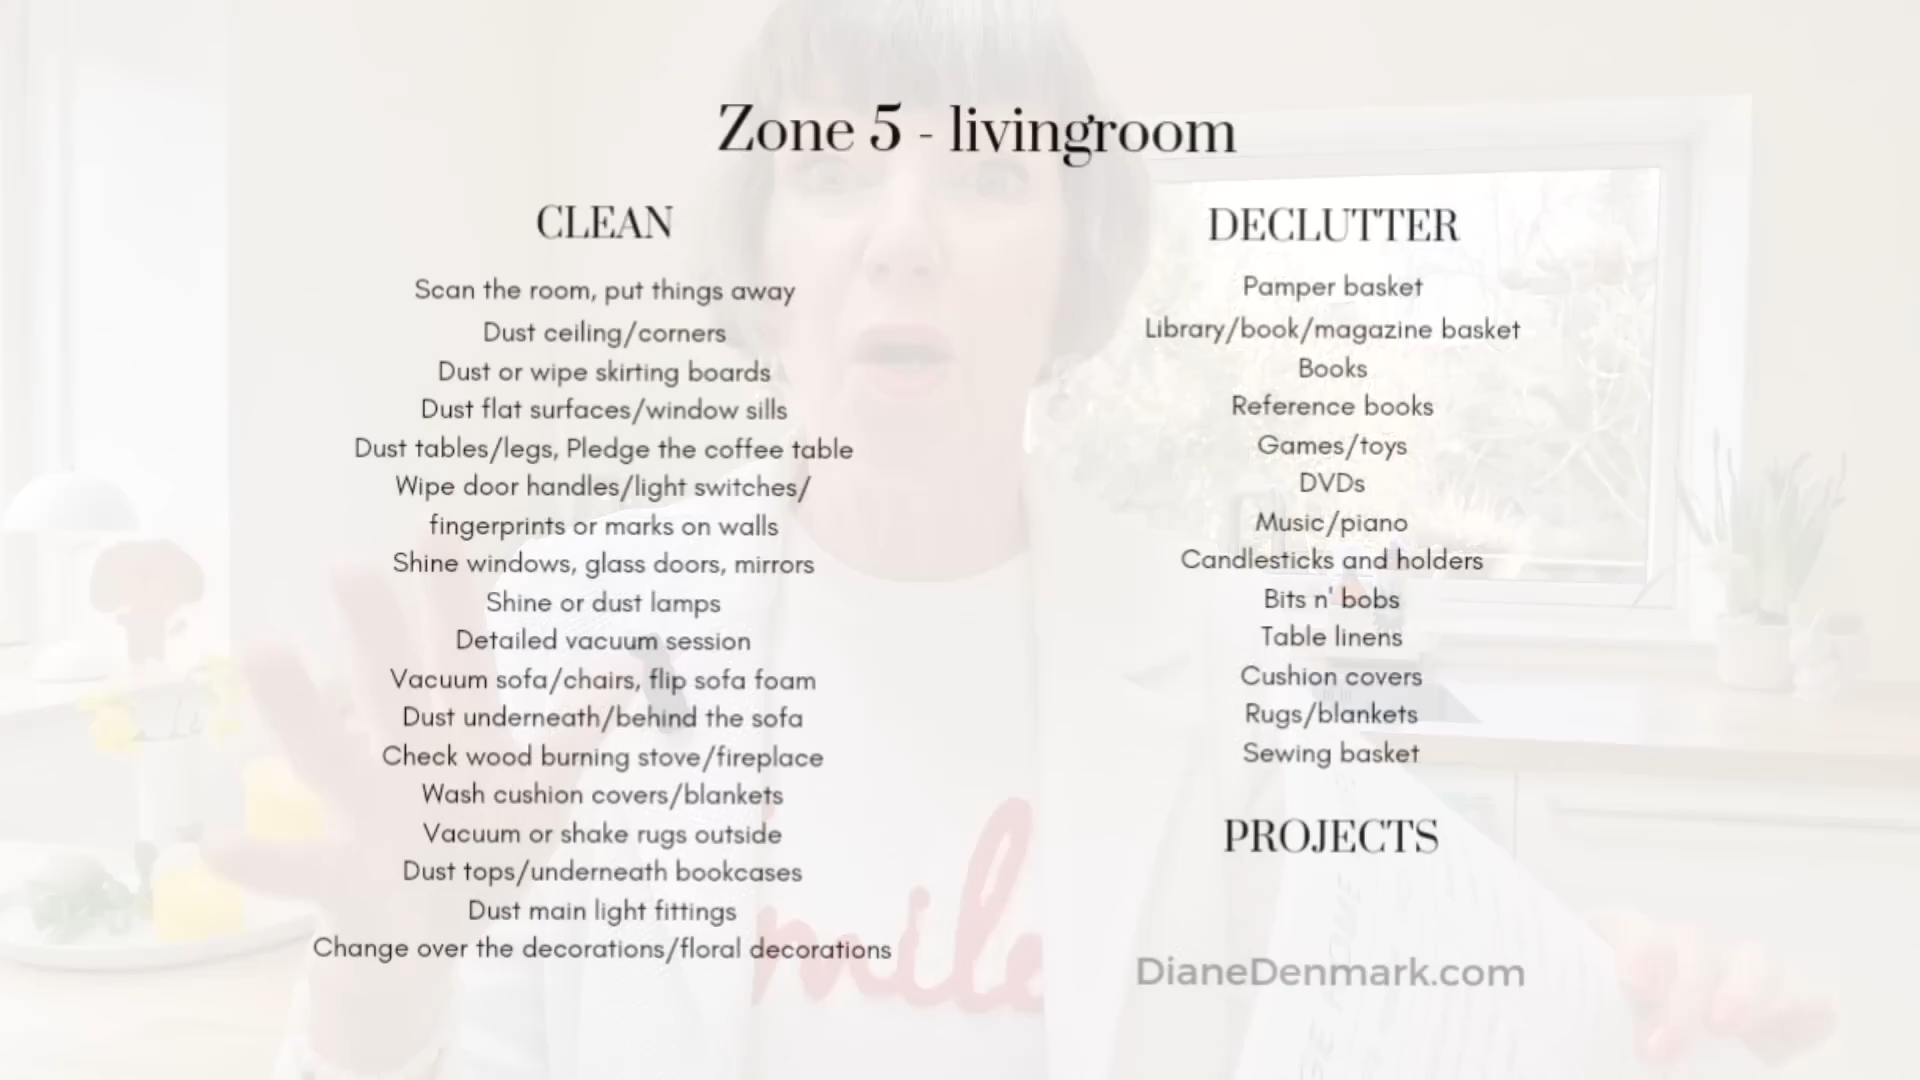 Zone 5 - livingroom
CLEAN
Scan the room, put things away
Dust ceiling/corners
Dust or wipe skirting boards
Dust flat surfaces/window sills
Dust tables/legs, Pledge the coffee table
Wipe door handles/light switches/
fingerprints or marks on walls
Shine windows, glass doors, mirrors
Shine or dust lamps
Detailed vacuum session
Vacuum sofa/chairs, flip sofa foam
Dust underneath/behind the sofa
Check wood burning stove/fireplace
Wash cushion covers/blankets
Vacuum or shake rugs outside
Dust tops/underneath bookcases
Dust main light fittings
Change over the decorations/floral decorations
DECLUTTER
Pamper basket
Library/book/magazine basket
Books
Reference books
Games/toys
DVDs
Music/piano
Candlesticks and holders
Bits n' bobs
Table linens
Cushion covers
Rugs/blankets
Sewing basket
PROJECTS
DianeDenmark.com